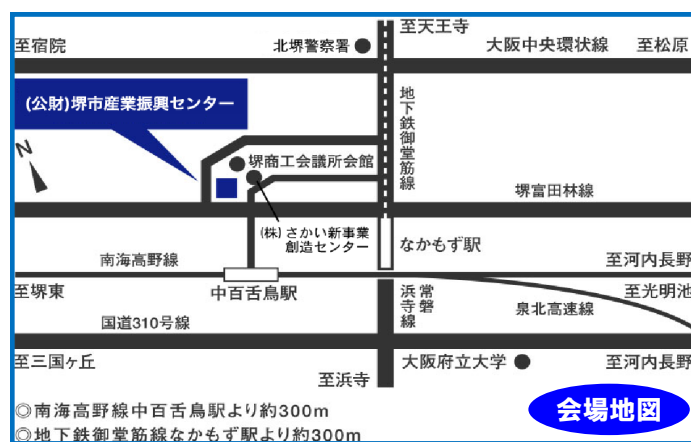 至天王寺
至宿院
北堺警察署
大阪中央環状線
至松原
(公財)堺市産業振興センター
地下鉄御堂筋線
N
堺商工会議所会館
堺富田林線
(株)さかい新事業
創造センター
なかもず駅
南海高野線
至河内長野
至堺東
中百舌鳥駅
常磐
浜寺線
至光明池
泉北高速線
国道310号線
至三国ヶ丘
大阪府立大学
至河内長野
至浜寺
会場地図
◎南海高野線中百舌鳥駅より約300m
◎地下鉄御堂筋線なかもず駅より約300m